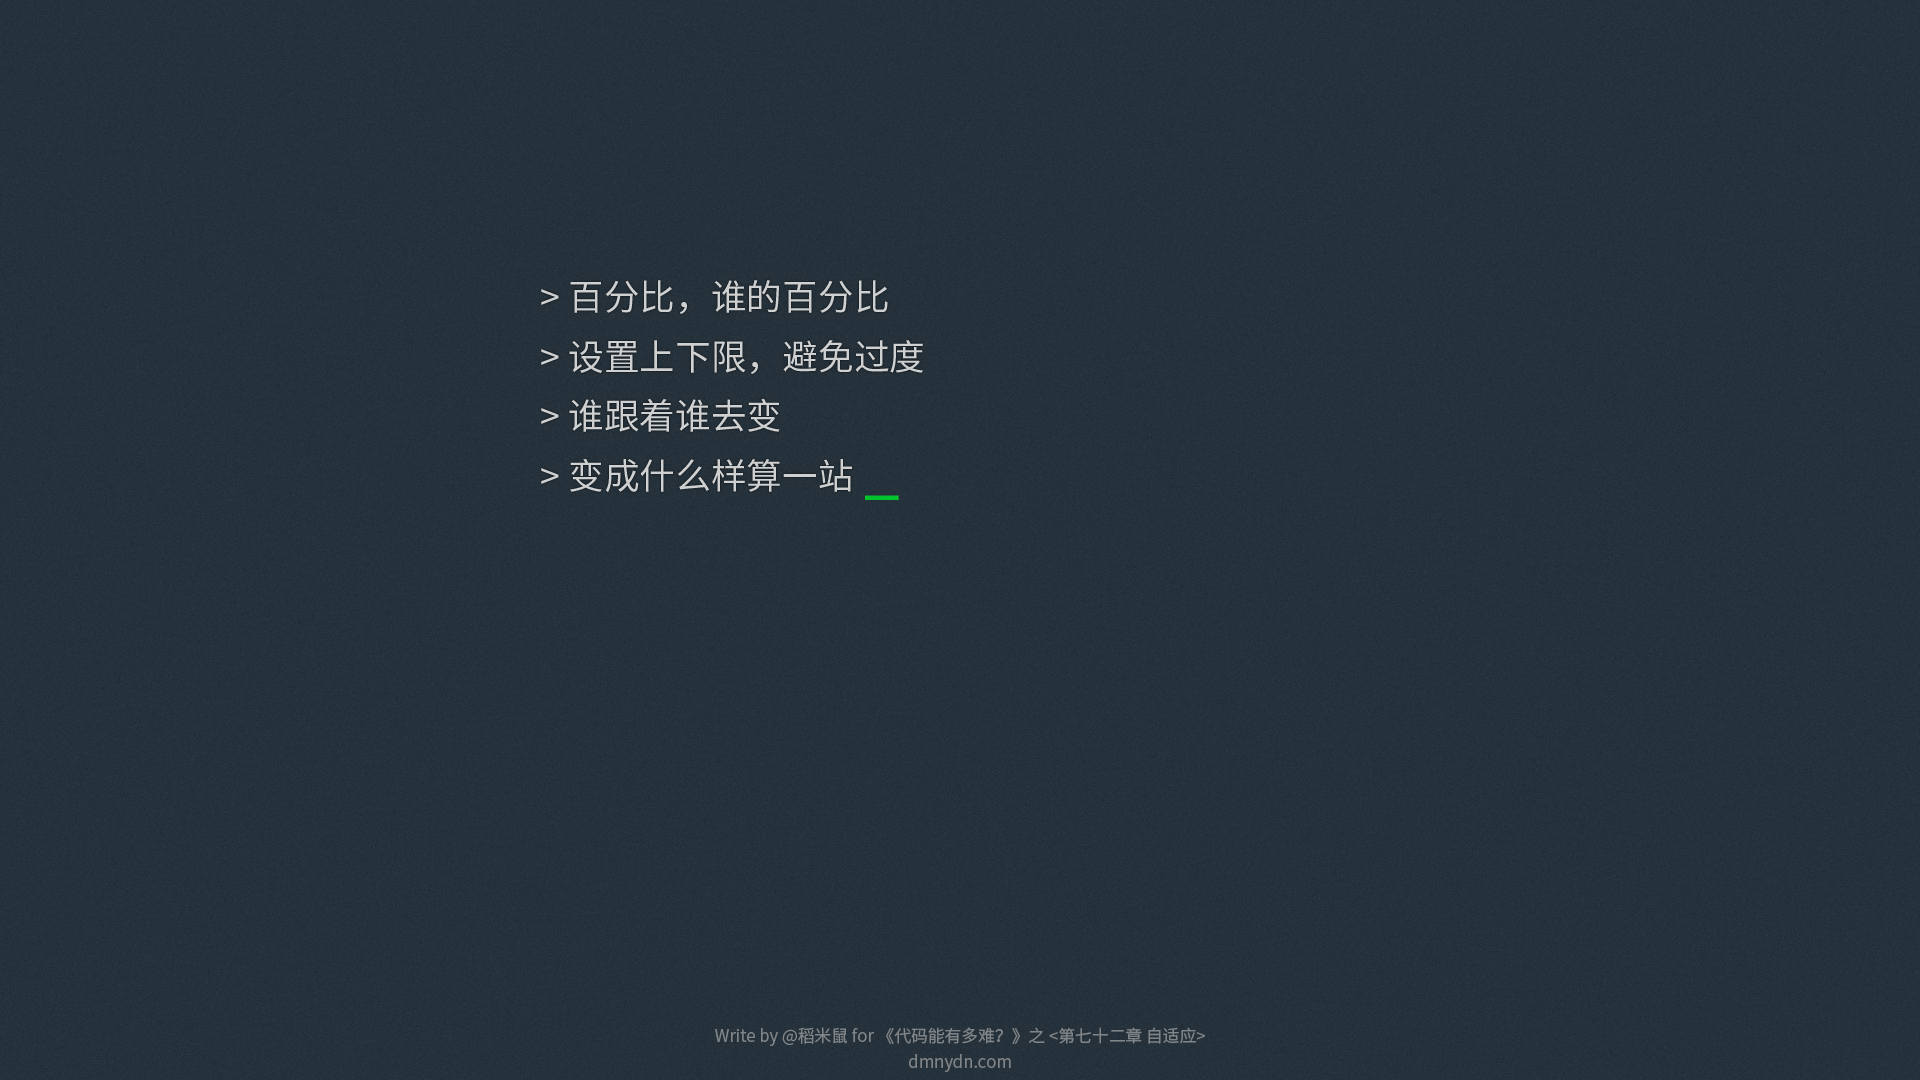 > 百分比，谁的百分比
> 设置上下限，避免过度
> 谁跟着谁去变
> 变成什么样算一站 _
Write by @稻米鼠 for 《代码能有多难？》之 <第七十二章 自适应>
dmnydn.com